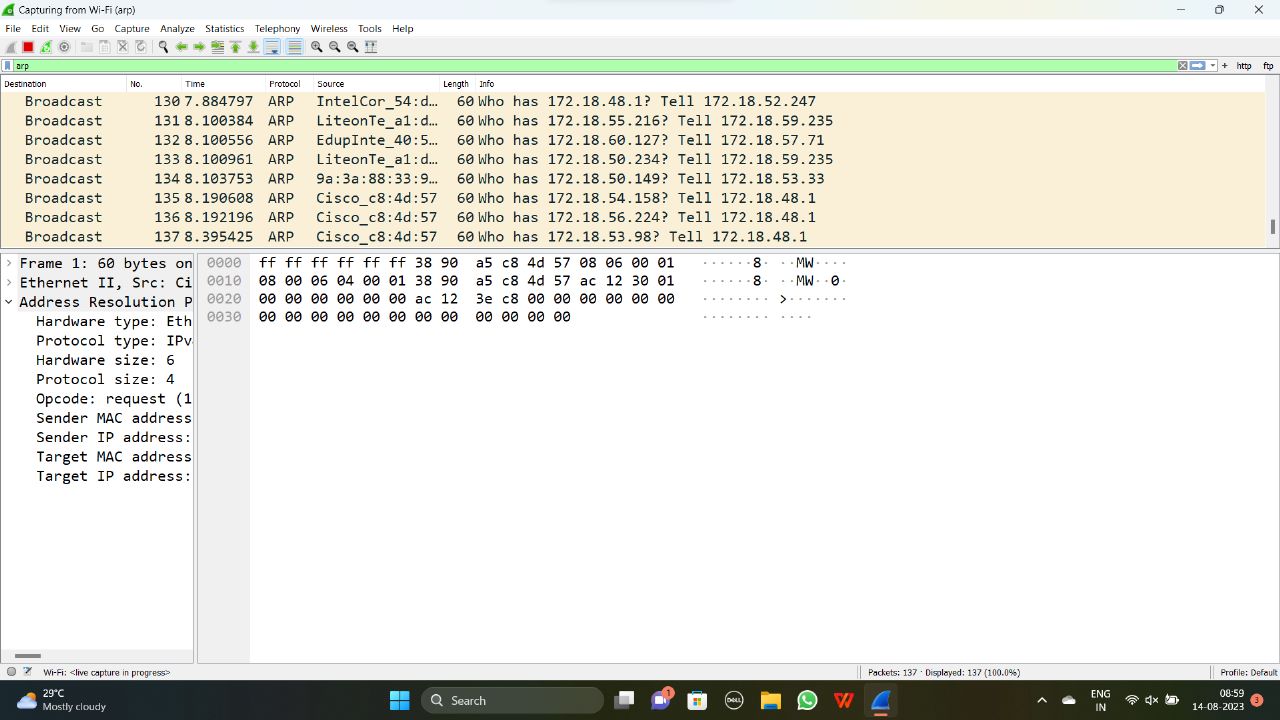 Capturing from Wi-Fi (arp)
File Edit View Go Capture Analyze Statistics Telephony Wireless Tools Help
arp + http ftp
Destination No. Time Protocol Source Length Info
Broadcast 130 7.884797 ARP IntelCor_54:d… 60 Who has 172.18.48.1? Tell 172.18.52.247
Broadcast 131 8.100384 ARP LiteonTe_a1:d… 60 Who has 172.18.55.216? Tell 172.18.59.235
Broadcast 132 8.100556 ARP EdupInte_40:5… 60 Who has 172.18.60.127? Tell 172.18.57.71
Broadcast 133 8.100961 ARP LiteonTe_a1:d… 60 Who has 172.18.50.234? Tell 172.18.59.235
Broadcast 134 8.103753 ARP 9a:3a:88:33:9… 60 Who has 172.18.50.149? Tell 172.18.53.33
Broadcast 135 8.190608 ARP Cisco_c8:4d:57 60 Who has 172.18.54.158? Tell 172.18.48.1
Broadcast 136 8.192196 ARP Cisco_c8:4d:57 60 Who has 172.18.56.224? Tell 172.18.48.1
Broadcast 137 8.395425 ARP Cisco_c8:4d:57 60 Who has 172.18.53.98? Tell 172.18.48.1
Frame 1: 60 bytes on
Ethernet II, Src: Ci
Address Resolution P
Hardware type: Eth
Protocol type: IPv
Hardware size: 6
Protocol size: 4
Opcode: request (1
Sender MAC address
Sender IP address:
Target MAC address
Target IP address:
0000 ff ff ff ff ff ff 38 90 a5 c8 4d 57 08 06 00 01 ······8· ··MW····
0010 08 00 06 04 00 01 38 90 a5 c8 4d 57 ac 12 30 01 ······8· ··MW··0·
0020 00 00 00 00 00 00 ac 12 3e c8 00 00 00 00 00 00 ········ >·······
0030 00 00 00 00 00 00 00 00 00 00 00 00 ········ ····
Wi-Fi: <live capture in progress> Packets: 137 · Displayed: 137 (100.0%) Profile: Default
29°C
Mostly cloudy
Search
1
DELL
ENG
IN
08:59
14-08-2023
3